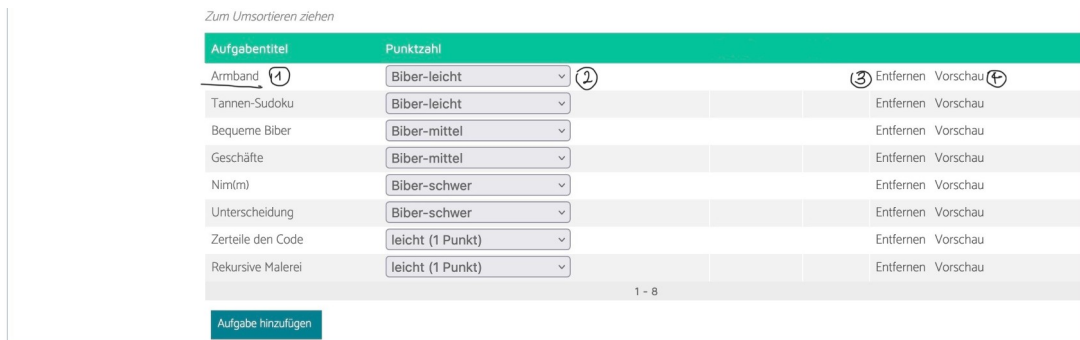 Zum Umsortieren ziehen
Aufgabentitel Punktzahl
Armband 1 Biber-leicht 2 3 Entfernen Vorschau 4
Tannen-Sudoku Biber-leicht Entfernen Vorschau
Bequeme Biber Biber-mittel Entfernen Vorschau
Geschäfte Biber-mittel Entfernen Vorschau
Nim(m) Biber-schwer Entfernen Vorschau
Unterscheidung Biber-schwer Entfernen Vorschau
Zerteile den Code leicht (1 Punkt) Entfernen Vorschau
Rekursive Malerei leicht (1 Punkt) Entfernen Vorschau
1 - 8
Aufgabe hinzufügen